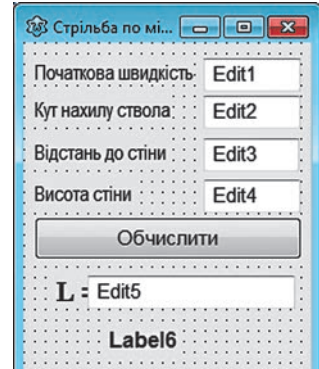 Стрільба по мі...
Початкова швидкість Edit1
Кут нахилу ствола Edit2
Відстань до стіни Edit3
Висота стіни Edit4
Обчислити
L = Edit5
Label6